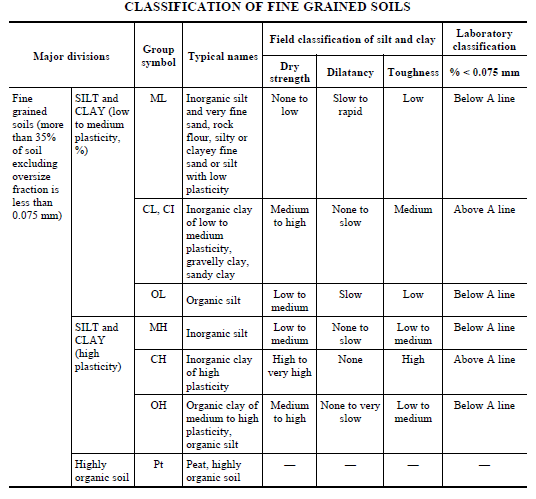 CLASSIFICATION OF FINE GRAINED SOILS
Major divisions
Group
symbol
Typical names
Field classification of silt and clay
Laboratory
classification
Dry
strength
Dilatancy
Toughness
% < 0.075 mm
Fine
grained
soils (more
than 35%
of soil
excluding
oversize
fraction is
less than
0.075 mm)
SILT and
CLAY (low
to medium
plasticity,
%)
ML
Inorganic silt
and very fine
sand, rock
flour, silty or
clayey fine
sand or silt
with low
plasticity
None to
low
Slow to
rapid
Low
Below A line
CL, CI
Inorganic clay
of low to
medium
plasticity,
gravelly clay,
sandy clay
Medium
to high
None to
slow
Medium
Above A line
OL
Organic silt
Low to
medium
Slow
Low
Below A line
SILT and
CLAY
(high
plasticity)
MH
Inorganic silt
Low to
medium
None to
slow
Low to
medium
Below A line
CH
Inorganic clay
of high
plasticity
High to
very high
None
High
Above A line
OH
Organic clay of
medium to high
plasticity,
organic silt
Medium
to high
None to very
slow
Low to
medium
Below A line
Highly
organic soil
Pt
Peat, highly
organic soil
—
—
—
—